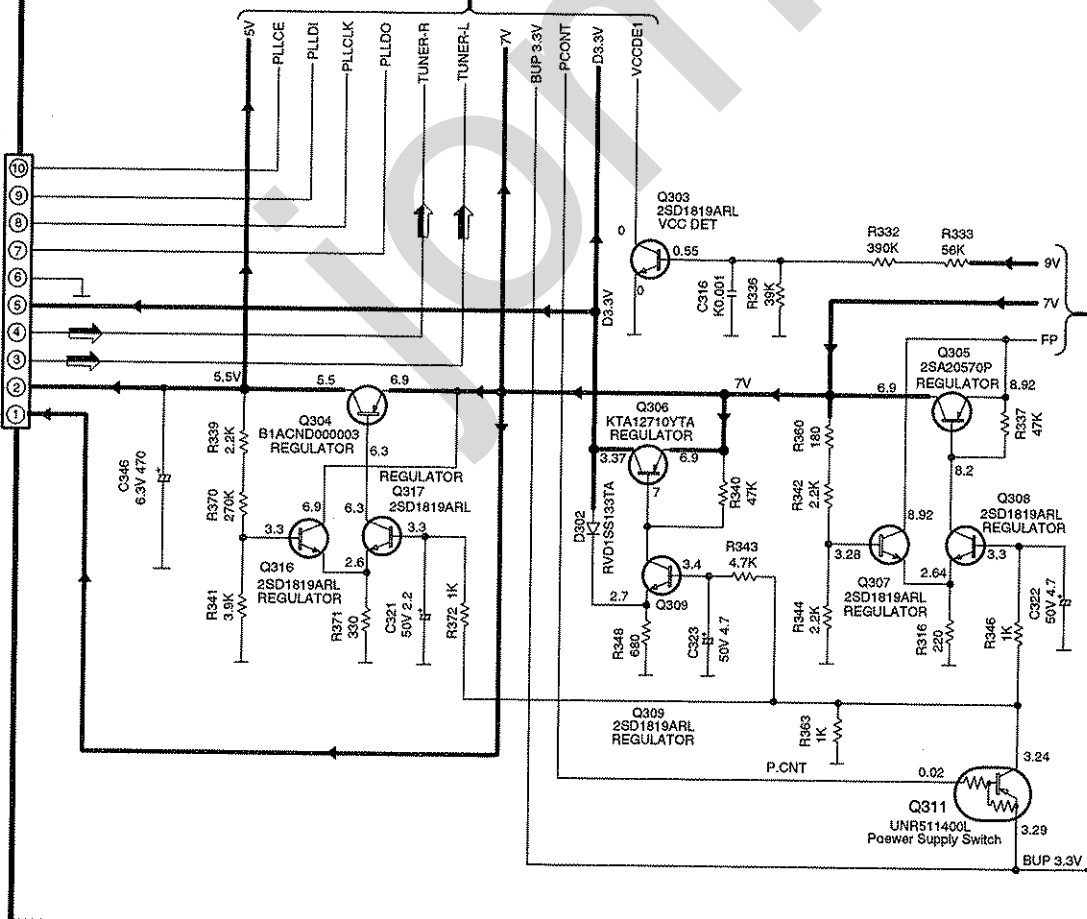 5V
PLLCE
PLLDI
PLLCLK
PLLDO
TUNER-R
TUNER-L
7V
BUP 3.3V
PCONT
D3.3V
VCCDE1
10
9
8
7
6
5
4
3
2
1
Q303
2SD1819ARL
VCC DET
0
0.55
0
C316
K0.001
R336
39K
R332
390K
R333
56K
9V
7V
FP
D3.3V
5.5V
5.5
6.9
Q304
B1ACND000003
REGULATOR
6.3
C346
6.3V 470
R339
2.2K
R370
270K
R341
3.9K
REGULATOR
Q317
2SD1819ARL
6.9
6.3
3.3
3.3
2.6
Q316
2SD1819ARL
REGULATOR
R371
330
C321
50V 2.2
R372 1K
7V
Q306
KTA12710YTA
REGULATOR
3.37
6.9
7
R340
47K
D302
RVD1SS133TA
R343
4.7K
3.4
2.7
Q309
R348
680
C323
50V 4.7
Q309
2SD1819ARL
REGULATOR
Q305
2SA20570P
REGULATOR
6.9
8.92
R337
47K
8.2
R360
180
R342
2.2K
R344
2.2K
8.92
Q308
2SD1819ARL
REGULATOR
3.28
3.3
2.64
Q307
2SD1819ARL
REGULATOR
R316
220
R346
1K
C322
50V 4.7
R363
1K
P.CNT
0.02
3.24
Q311
UNR511400L
Paewer Supply Switch
3.29
BUP 3.3V